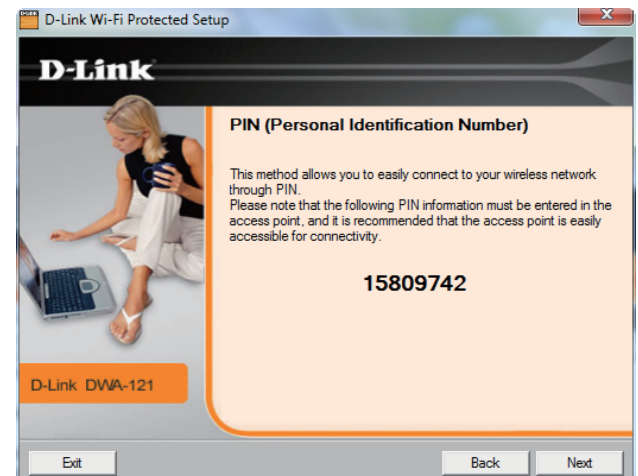 D-Link Wi-Fi Protected Setup
D-Link
PIN (Personal Identification Number)
This method allows you to easily connect to your wireless network
through PIN.
Please note that the following PIN information must be entered in the
access point, and it is recommended that the access point is easily
accessible for connectivity.
15809742
D-Link DWA-121
Exit
Back
Next